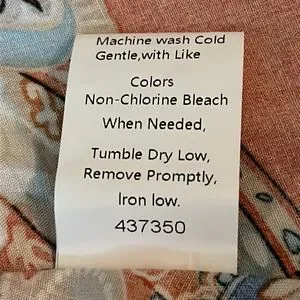 Machine wash Cold
Gentle,with Like
Colors
Non-Chlorine Bleach
When Needed,
Tumble Dry Low,
Remove Promptly,
Iron low.
437350